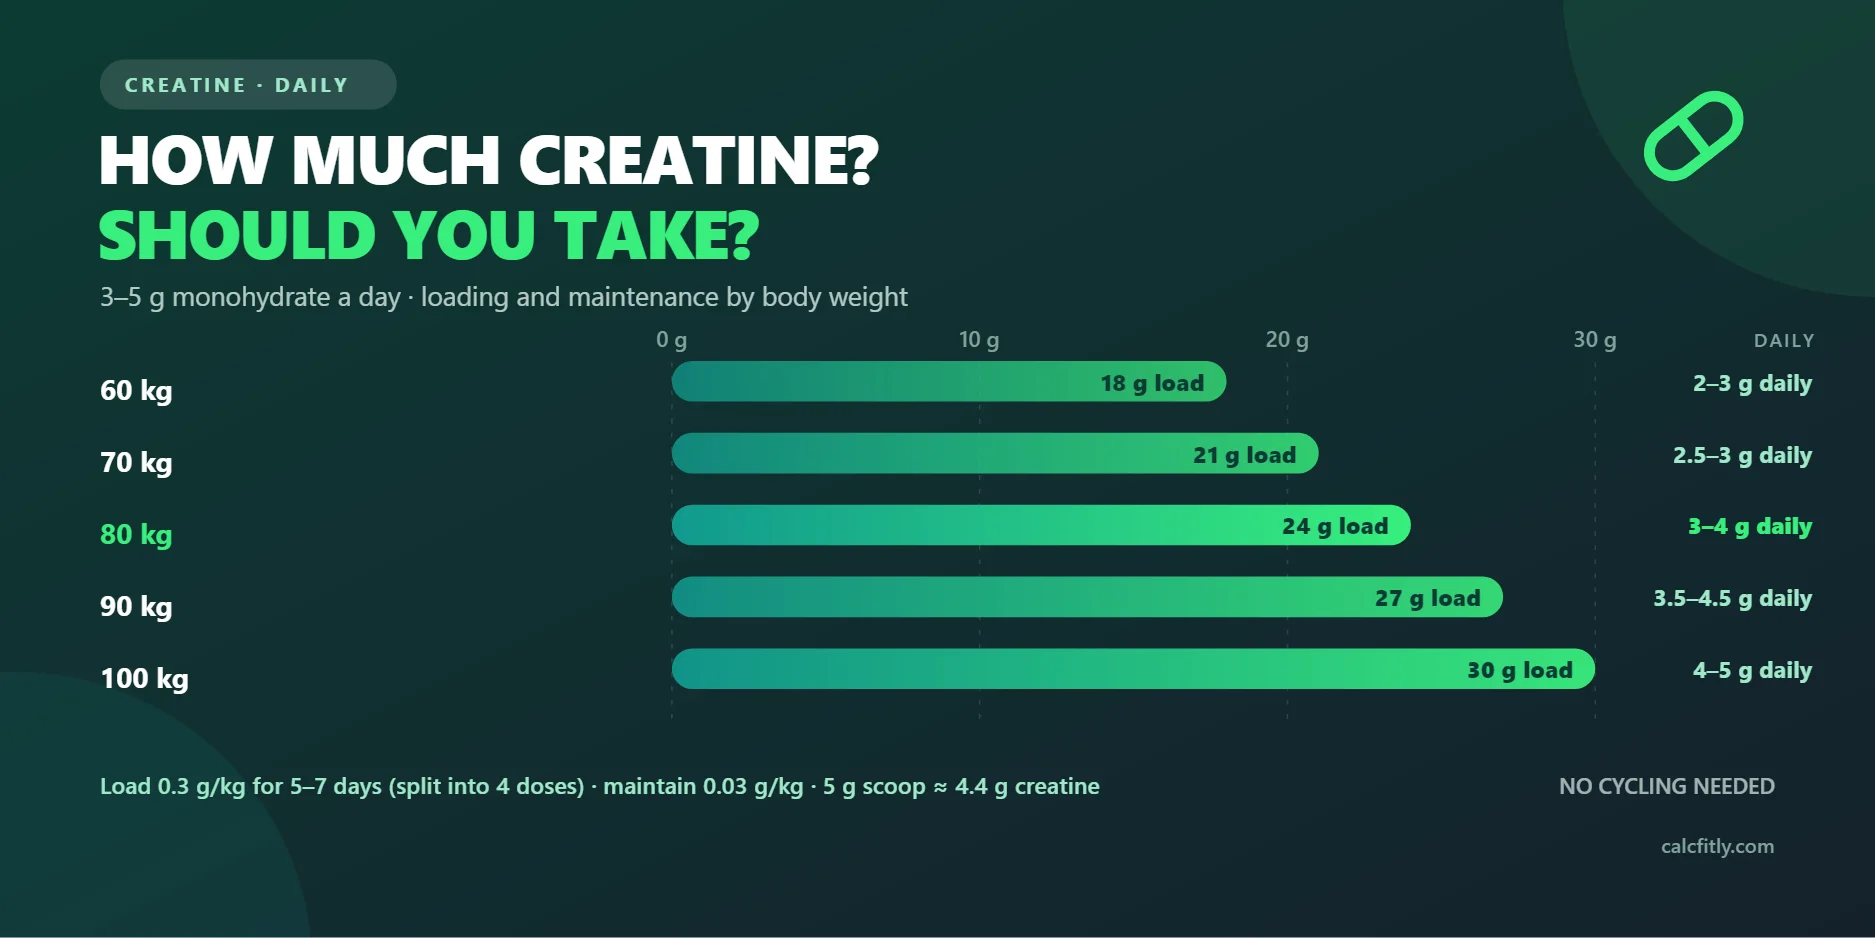 CREATINE · DAILY
HOW MUCH CREATINE?
SHOULD YOU TAKE?
3–5 g monohydrate a day · loading and maintenance by body weight
0 g 10 g 20 g 30 g DAILY
60 kg 18 g load 2–3 g daily
70 kg 21 g load 2.5–3 g daily
80 kg 24 g load 3–4 g daily
90 kg 27 g load 3.5–4.5 g daily
100 kg 30 g load 4–5 g daily
Load 0.3 g/kg for 5–7 days (split into 4 doses) · maintain 0.03 g/kg · 5 g scoop ≈ 4.4 g creatine NO CYCLING NEEDED
calcfitly.com